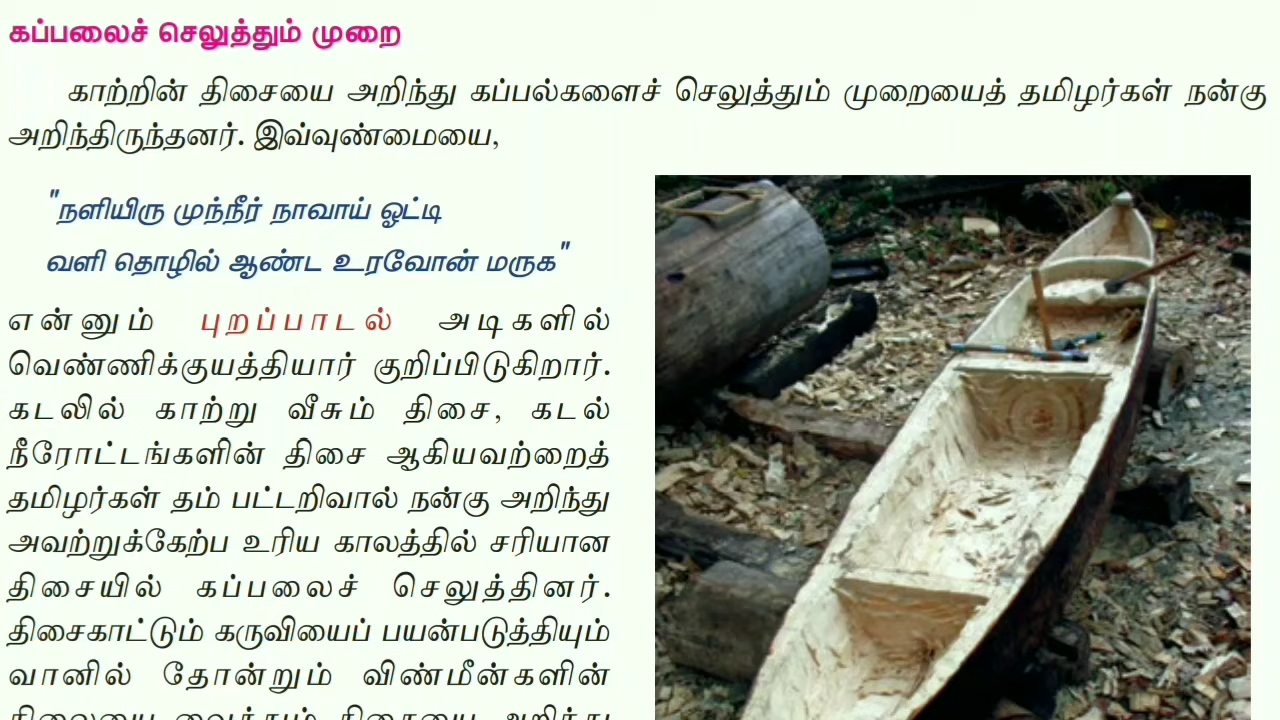 கப்பலைச் செலுத்தும் முறை
காற்றின் திசையை அறிந்து கப்பல்களைச் செலுத்தும் முறையைத் தமிழர்கள் நன்கு
அறிந்திருந்தனர். இவ்வுண்மையை,
"நளியிரு முந்நீர் நாவாய் ஓட்டி
வளி தொழில் ஆண்ட உரவோன் மருக"
என்னும் புறப்பாடல் அடிகளில்
வெண்ணிக்குயத்தியார் குறிப்பிடுகிறார்.
கடலில் காற்று வீசும் திசை, கடல்
நீரோட்டங்களின் திசை ஆகியவற்றைத்
தமிழர்கள் தம் பட்டறிவால் நன்கு அறிந்து
அவற்றுக்கேற்ப உரிய காலத்தில் சரியான
திசையில் கப்பலைச் செலுத்தினர்.
திசைகாட்டும் கருவியைப் பயன்படுத்தியும்
வானில் தோன்றும் விண்மீன்களின்
நிலையை வைத்தும் திசையை அறிந்து